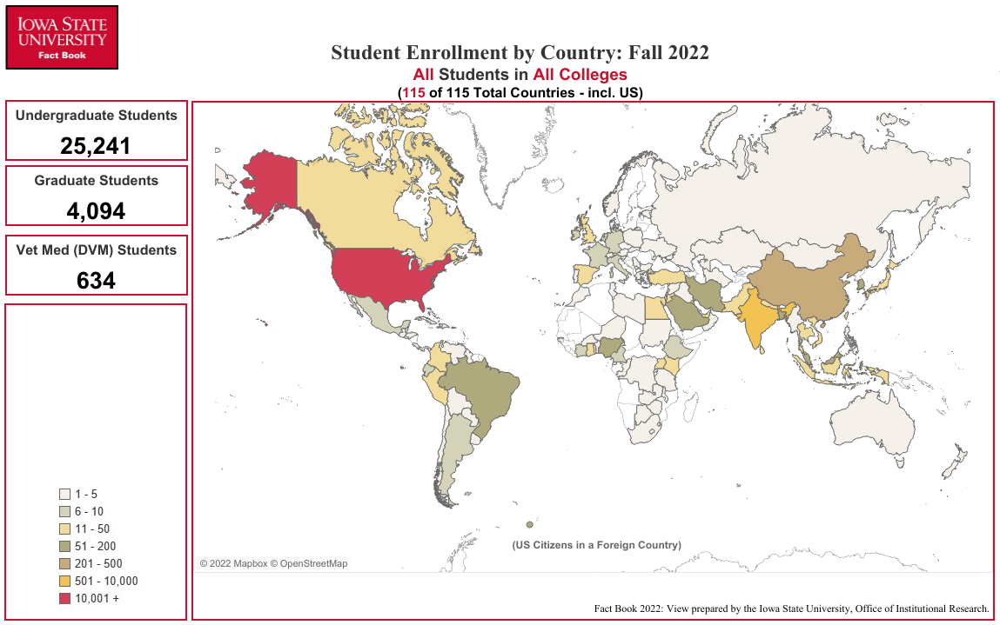 IOWA STATE
UNIVERSITY
Fact Book
Student Enrollment by Country: Fall 2022
All Students in All Colleges
(115 of 115 Total Countries - incl. US)
Undergraduate Students
25,241
Graduate Students
4,094
Vet Med (DVM) Students
634
1 - 5
6 - 10
11 - 50
51 - 200
201 - 500
501 - 10,000
10,001 +
(US Citizens in a Foreign Country)
© 2022 Mapbox © OpenStreetMap
Fact Book 2022: View prepared by the Iowa State University, Office of Institutional Research.